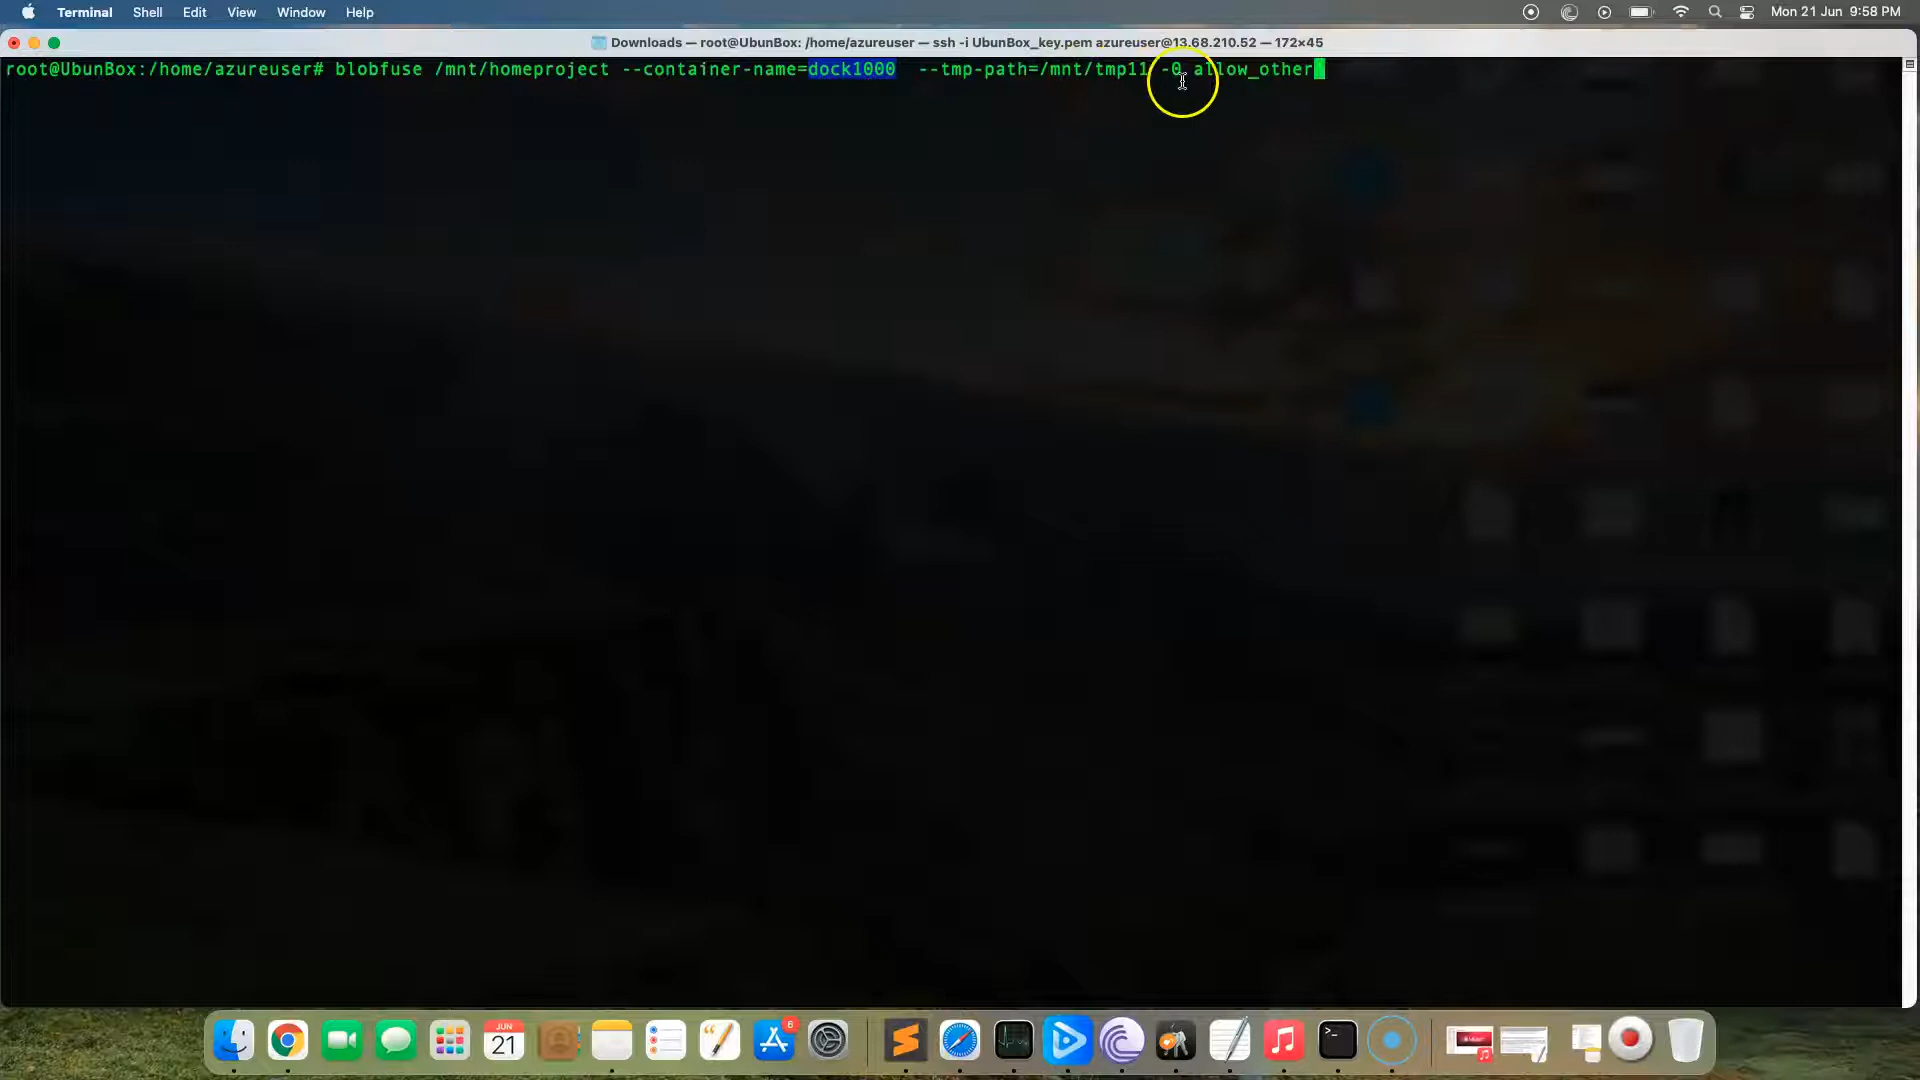 Terminal Shell Edit View Window Help Mon 21 Jun 9:58 PM
Downloads — root@UbunBox: /home/azureuser — ssh -i UbunBox_key.pem azureuser@13.68.210.52 — 172×45
root@UbunBox:/home/azureuser# blobfuse /mnt/homeproject --container-name=dock1000  --tmp-path=/mnt/tmp11 -0 allow_other
JUN
21
6
>_